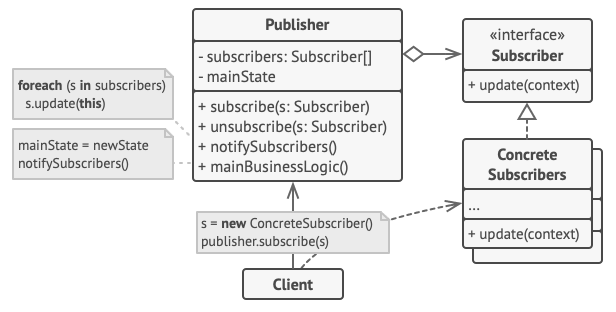 Publisher
- subscribers: Subscriber[]
- mainState
+ subscribe(s: Subscriber)
+ unsubscribe(s: Subscriber)
+ notifySubscribers()
+ mainBusinessLogic()
«interface»
Subscriber
+ update(context)
foreach (s in subscribers)
s.update(this)
mainState = newState
notifySubscribers()
Concrete
Subscribers
...
+ update(context)
s = new ConcreteSubscriber()
publisher.subscribe(s)
Client